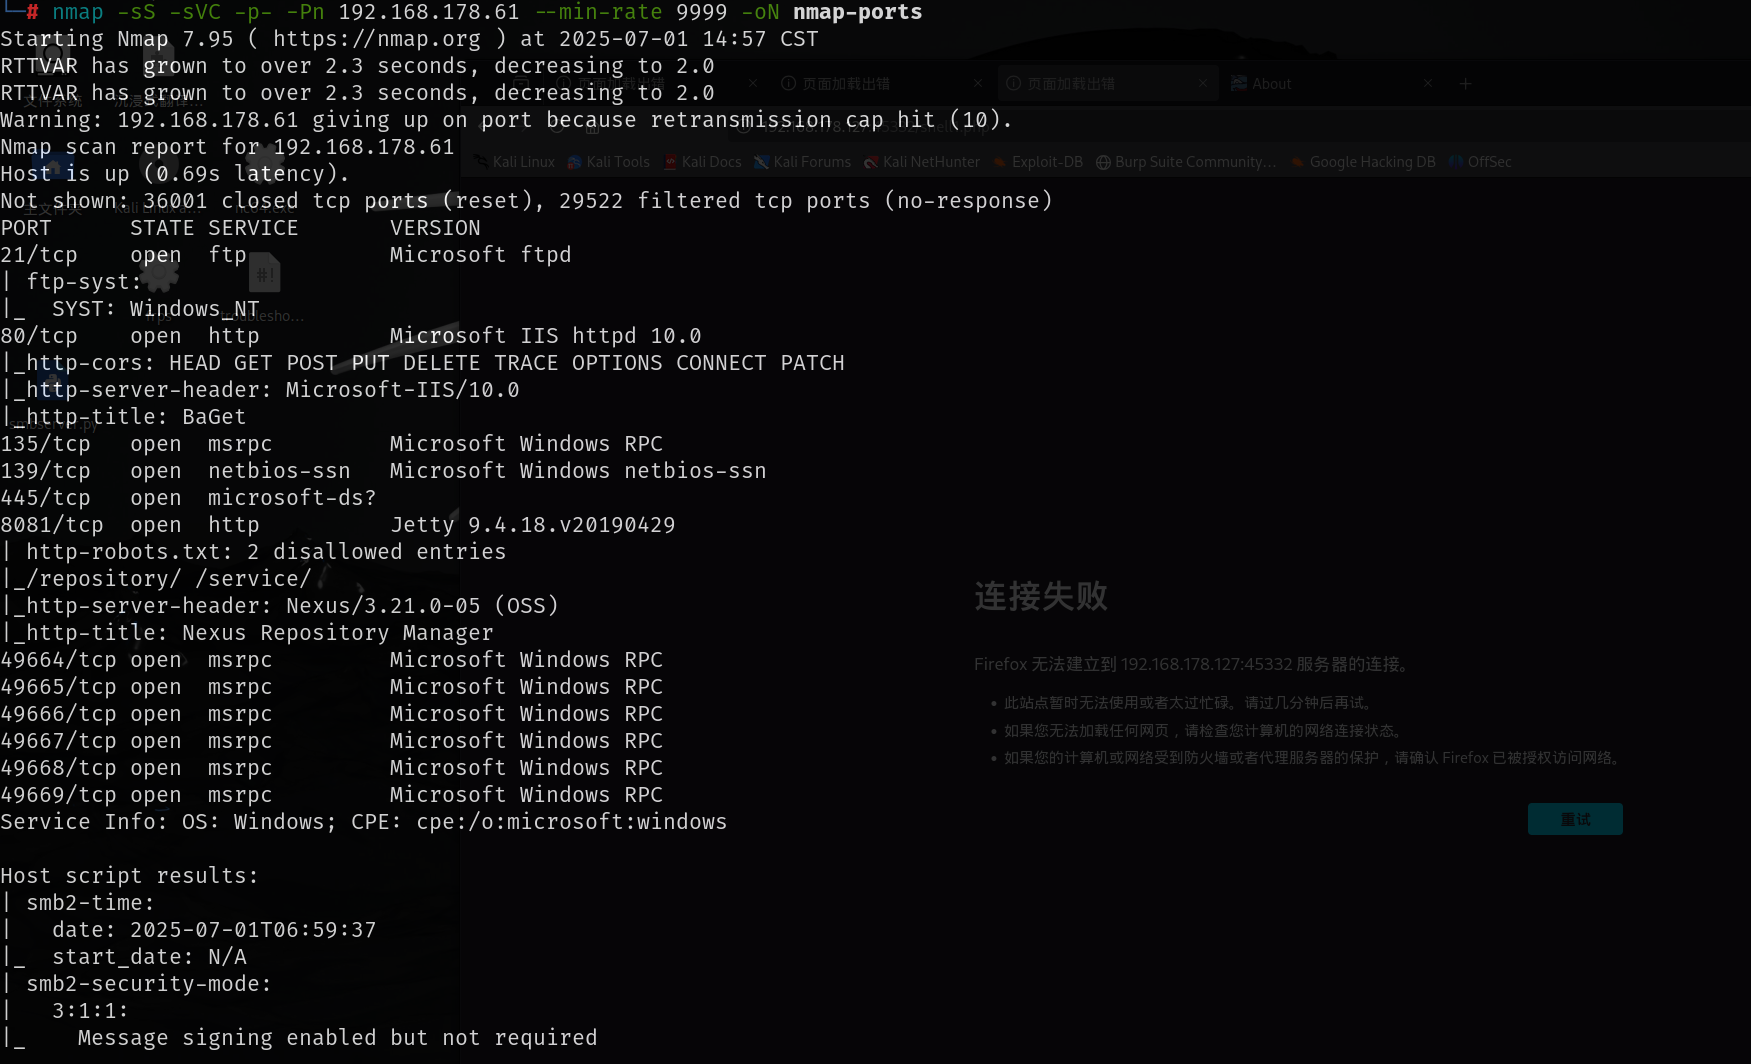 └─# nmap -sS -sVC -p- -Pn 192.168.178.61 --min-rate 9999 -oN nmap-ports
Starting Nmap 7.95 ( https://nmap.org ) at 2025-07-01 14:57 CST
RTTVAR has grown to over 2.3 seconds, decreasing to 2.0
RTTVAR has grown to over 2.3 seconds, decreasing to 2.0
Warning: 192.168.178.61 giving up on port because retransmission cap hit (10).
Nmap scan report for 192.168.178.61
Host is up (0.69s latency).
Not shown: 36001 closed tcp ports (reset), 29522 filtered tcp ports (no-response)
PORT      STATE SERVICE       VERSION
21/tcp    open  ftp           Microsoft ftpd
| ftp-syst:
|_  SYST: Windows_NT
80/tcp    open  http          Microsoft IIS httpd 10.0
|_http-cors: HEAD GET POST PUT DELETE TRACE OPTIONS CONNECT PATCH
|_http-server-header: Microsoft-IIS/10.0
|_http-title: BaGet
135/tcp   open  msrpc         Microsoft Windows RPC
139/tcp   open  netbios-ssn   Microsoft Windows netbios-ssn
445/tcp   open  microsoft-ds?
8081/tcp  open  http          Jetty 9.4.18.v20190429
| http-robots.txt: 2 disallowed entries
|_/repository/ /service/
|_http-server-header: Nexus/3.21.0-05 (OSS)
|_http-title: Nexus Repository Manager
49664/tcp open  msrpc         Microsoft Windows RPC
49665/tcp open  msrpc         Microsoft Windows RPC
49666/tcp open  msrpc         Microsoft Windows RPC
49667/tcp open  msrpc         Microsoft Windows RPC
49668/tcp open  msrpc         Microsoft Windows RPC
49669/tcp open  msrpc         Microsoft Windows RPC
Service Info: OS: Windows; CPE: cpe:/o:microsoft:windows
Host script results:
| smb2-time:
|   date: 2025-07-01T06:59:37
|_  start_date: N/A
| smb2-security-mode:
|   3:1:1:
|_    Message signing enabled but not required
页面加载出错 页面加载出错 页面加载出错 About
Kali Linux Kali Tools Kali Docs Kali Forums Kali NetHunter Exploit-DB Burp Suite Community… Google Hacking DB OffSec
文件系统
主文件夹
smbserver.py
连接失败
Firefox 无法建立到 192.168.178.127:45332 服务器的连接。
此站点暂时无法使用或者太过忙碌。请过几分钟后再试。
如果您无法加载任何网页，请检查您计算机的网络连接状态。
如果您的计算机或网络受到防火墙或者代理服务器的保护，请确认 Firefox 已被授权访问网络。
重试